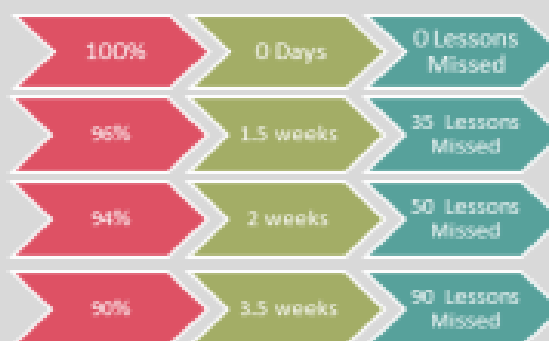 100% 0 Days 0 Lessons
Missed
96% 1.5 weeks 35 Lessons
Missed
94% 2 weeks 50 Lessons
Missed
90% 3.5 weeks 90 Lessons
Missed